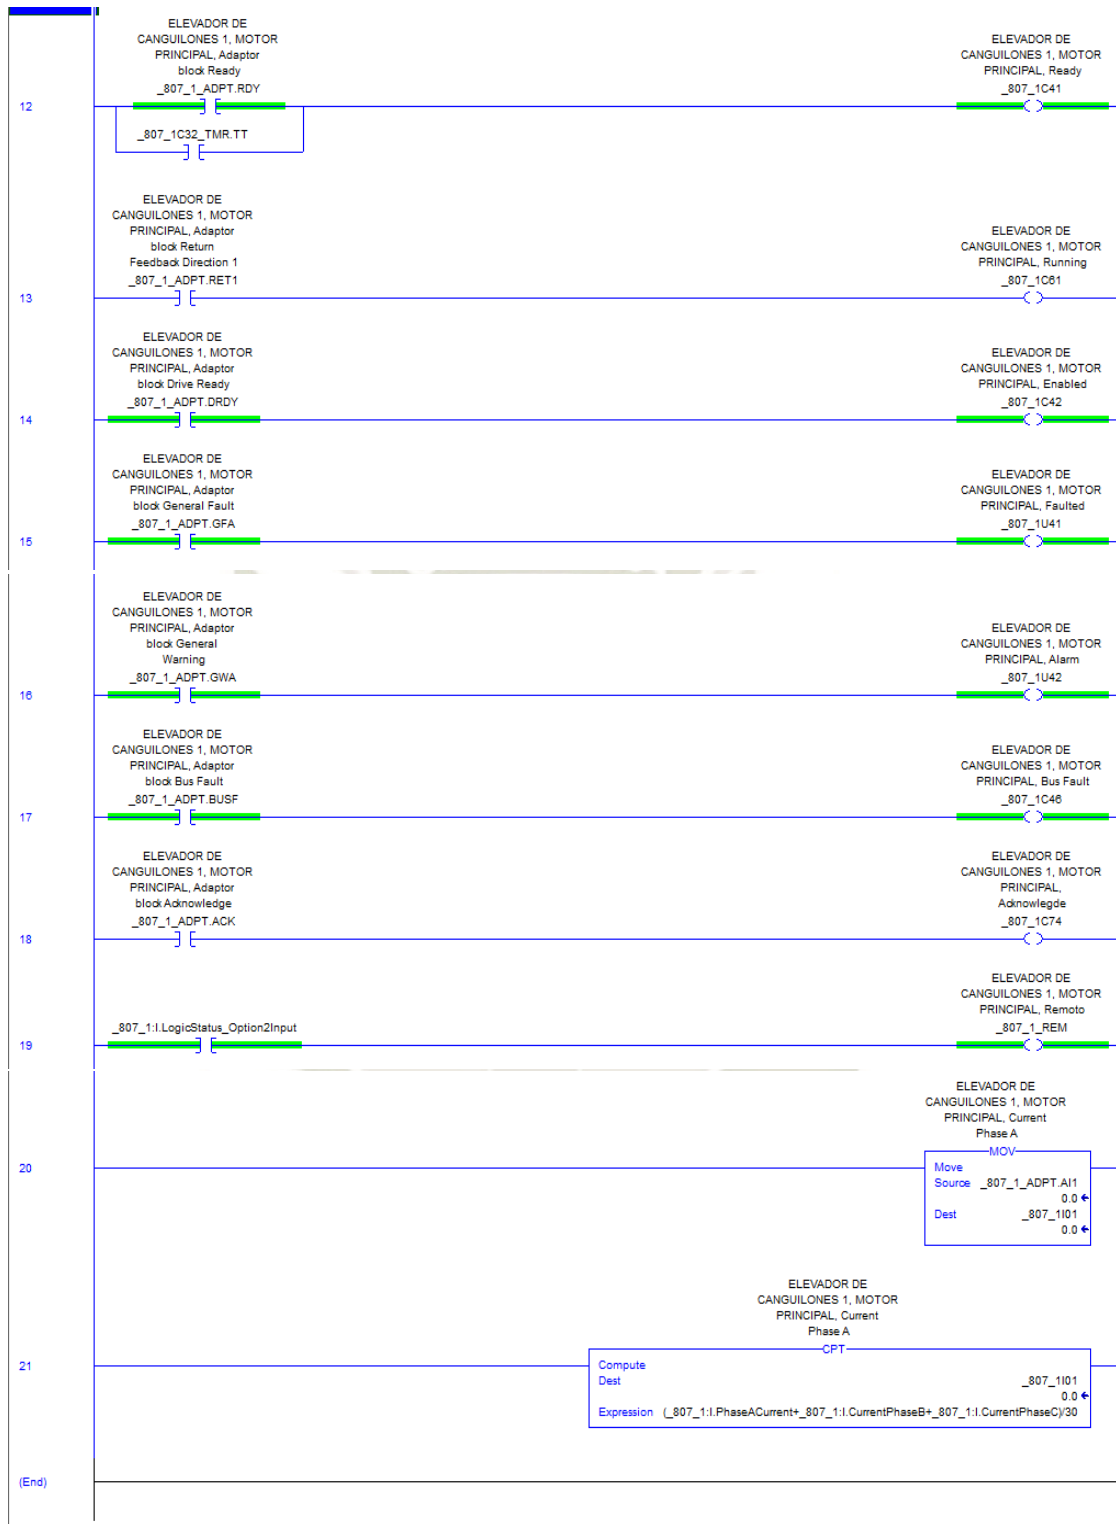 ELEVADOR DE
CANGUILONES 1, MOTOR
PRINCIPAL, Adaptor
block Ready
_807_1_ADPT.RDY
ELEVADOR DE
CANGUILONES 1, MOTOR
PRINCIPAL, Ready
_807_1C41
12
_807_1C32_TMR.TT
ELEVADOR DE
CANGUILONES 1, MOTOR
PRINCIPAL, Adaptor
block Return
Feedback Direction 1
_807_1_ADPT.RET1
ELEVADOR DE
CANGUILONES 1, MOTOR
PRINCIPAL, Running
_807_1C61
13
ELEVADOR DE
CANGUILONES 1, MOTOR
PRINCIPAL, Adaptor
block Drive Ready
_807_1_ADPT.DRDY
ELEVADOR DE
CANGUILONES 1, MOTOR
PRINCIPAL, Enabled
_807_1C42
14
ELEVADOR DE
CANGUILONES 1, MOTOR
PRINCIPAL, Adaptor
block General Fault
_807_1_ADPT.GFA
ELEVADOR DE
CANGUILONES 1, MOTOR
PRINCIPAL, Faulted
_807_1U41
15
ELEVADOR DE
CANGUILONES 1, MOTOR
PRINCIPAL, Adaptor
block General
Warning
_807_1_ADPT.GWA
ELEVADOR DE
CANGUILONES 1, MOTOR
PRINCIPAL, Alarm
_807_1U42
16
ELEVADOR DE
CANGUILONES 1, MOTOR
PRINCIPAL, Adaptor
block Bus Fault
_807_1_ADPT.BUSF
ELEVADOR DE
CANGUILONES 1, MOTOR
PRINCIPAL, Bus Fault
_807_1C46
17
ELEVADOR DE
CANGUILONES 1, MOTOR
PRINCIPAL, Adaptor
block Acknowledge
_807_1_ADPT.ACK
ELEVADOR DE
CANGUILONES 1, MOTOR
PRINCIPAL,
Acknowlegde
_807_1C74
18
_807_1:I.LogicStatus_Option2Input
ELEVADOR DE
CANGUILONES 1, MOTOR
PRINCIPAL, Remoto
_807_1_REM
19
ELEVADOR DE
CANGUILONES 1, MOTOR
PRINCIPAL, Current
Phase A
MOV
20
Move
Source _807_1_ADPT.AI1
0.0
Dest _807_1I01
0.0
ELEVADOR DE
CANGUILONES 1, MOTOR
PRINCIPAL, Current
Phase A
CPT
21
Compute
Dest _807_1I01
0.0
Expression (_807_1:I.PhaseACurrent+_807_1:I.CurrentPhaseB+_807_1:I.CurrentPhaseC)/30
(End)